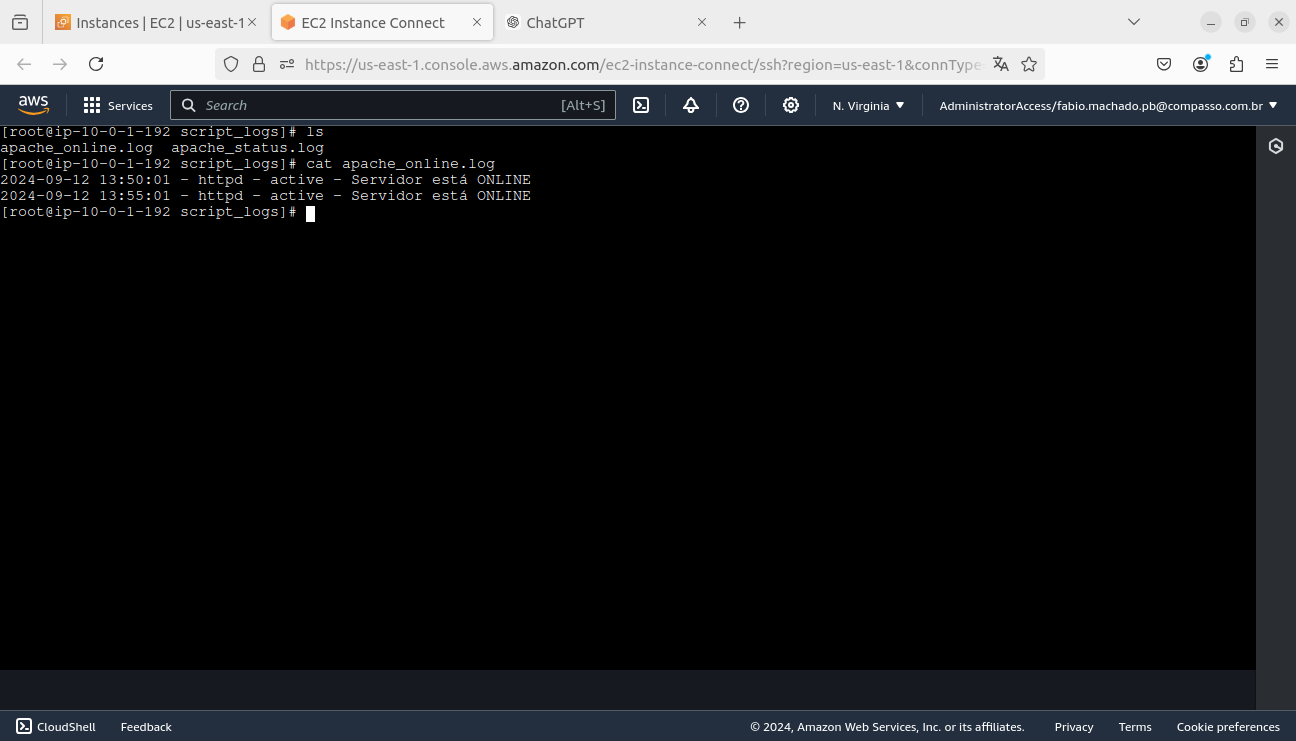 Instances | EC2 | us-east-1
EC2 Instance Connect
ChatGPT
https://us-east-1.console.aws.amazon.com/ec2-instance-connect/ssh?region=us-east-1&connType
aws
Services
Search
[Alt+S]
N. Virginia
AdministratorAccess/fabio.machado.pb@compasso.com.br
[root@ip-10-0-1-192 script_logs]# ls
apache_online.log  apache_status.log
[root@ip-10-0-1-192 script_logs]# cat apache_online.log
2024-09-12 13:50:01 - httpd - active - Servidor está ONLINE
2024-09-12 13:55:01 - httpd - active - Servidor está ONLINE
[root@ip-10-0-1-192 script_logs]#
CloudShell
Feedback
© 2024, Amazon Web Services, Inc. or its affiliates.
Privacy
Terms
Cookie preferences